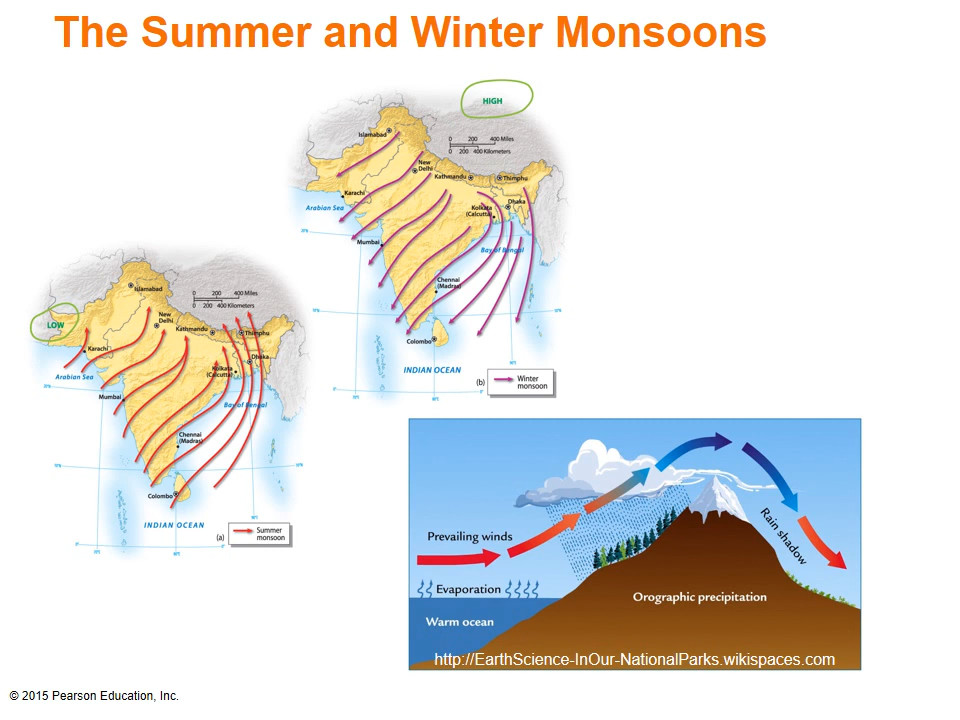 The Summer and Winter Monsoons
HIGH
Islamabad
0 200 400 Miles
0 200 400 Kilometers
New
Delhi
Kathmandu
Thimphu
Karachi
Dhaka
Kolkata
(Calcutta)
Arabian Sea
Mumbai
Bay of Bengal
Chennai
(Madras)
Colombo
INDIAN OCEAN
(b)
Winter
monsoon
Islamabad
0 200 400 Miles
0 200 400 Kilometers
LOW
New
Delhi
Kathmandu
Thimphu
Karachi
Dhaka
Kolkata
(Calcutta)
Arabian Sea
Mumbai
Bay of Bengal
Chennai
(Madras)
Colombo
INDIAN OCEAN
(a)
Summer
monsoon
Prevailing winds
Rain shadow
Evaporation
Orographic precipitation
Warm ocean
http://EarthScience-InOur-NationalParks.wikispaces.com
© 2015 Pearson Education, Inc.